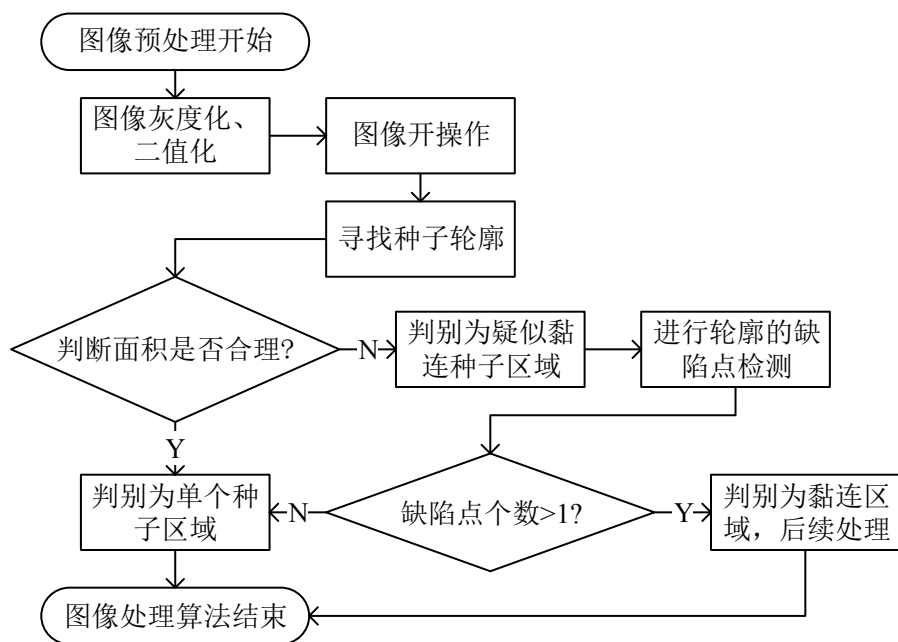 图像预处理开始
图像灰度化、
二值化
图像开操作
寻找种子轮廓
判断面积是否合理?
N
判别为疑似黏
连种子区域
进行轮廓的缺
陷点检测
Y
判别为单个种
子区域
N
缺陷点个数>1?
Y
判别为黏连区
域，后续处理
图像处理算法结束